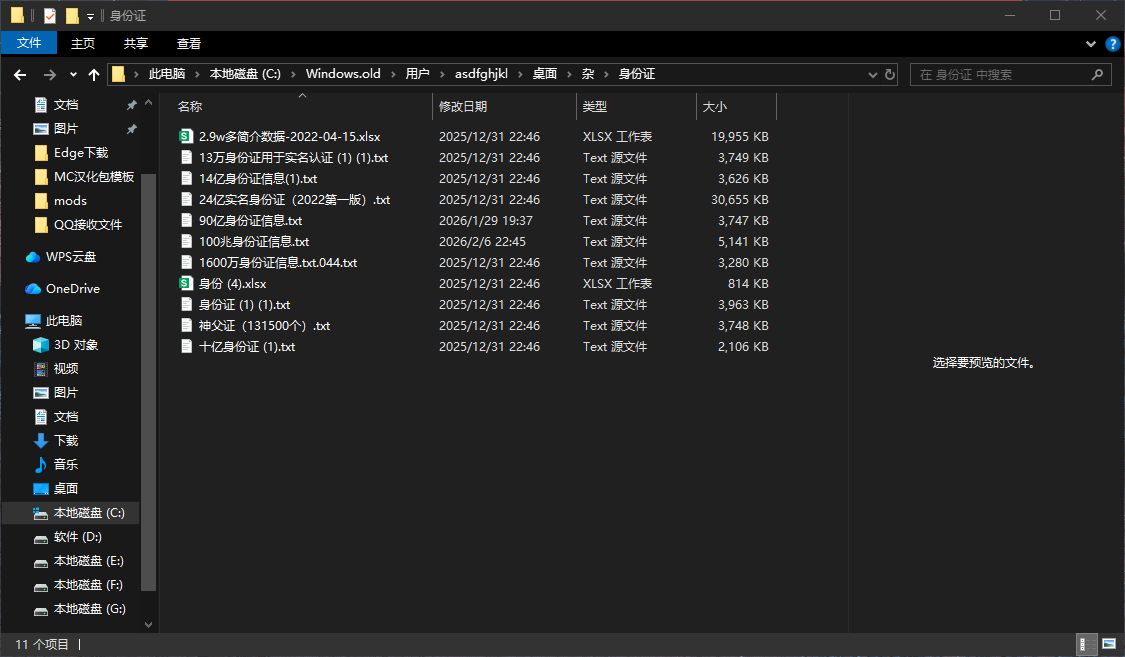 身份证
文件 主页 共享 查看
此电脑 本地磁盘 (C:) Windows.old 用户 asdfghjkl 桌面 杂 身份证
在 身份证 中搜索
文档
图片
Edge下载
MC汉化包模板
mods
QQ接收文件
WPS云盘
OneDrive
此电脑
3D 对象
视频
图片
文档
下载
音乐
桌面
本地磁盘 (C:)
软件 (D:)
本地磁盘 (E:)
本地磁盘 (F:)
本地磁盘 (G:)
名称 修改日期 类型 大小
2.9w多简介数据-2022-04-15.xlsx 2025/12/31 22:46 XLSX 工作表 19,955 KB
13万身份证用于实名认证 (1) (1).txt 2025/12/31 22:46 Text 源文件 3,749 KB
14亿身份证信息(1).txt 2025/12/31 22:46 Text 源文件 3,626 KB
24亿实名身份证（2022第一版）.txt 2025/12/31 22:46 Text 源文件 30,655 KB
90亿身份证信息.txt 2026/1/29 19:37 Text 源文件 3,747 KB
100兆身份证信息.txt 2026/2/6 22:45 Text 源文件 5,141 KB
1600万身份证信息.txt.044.txt 2025/12/31 22:46 Text 源文件 3,280 KB
身份 (4).xlsx 2025/12/31 22:46 XLSX 工作表 814 KB
身份证 (1) (1).txt 2025/12/31 22:46 Text 源文件 3,963 KB
神父证（131500个）.txt 2025/12/31 22:46 Text 源文件 3,748 KB
十亿身份证 (1).txt 2025/12/31 22:46 Text 源文件 2,106 KB
选择要预览的文件。
11 个项目